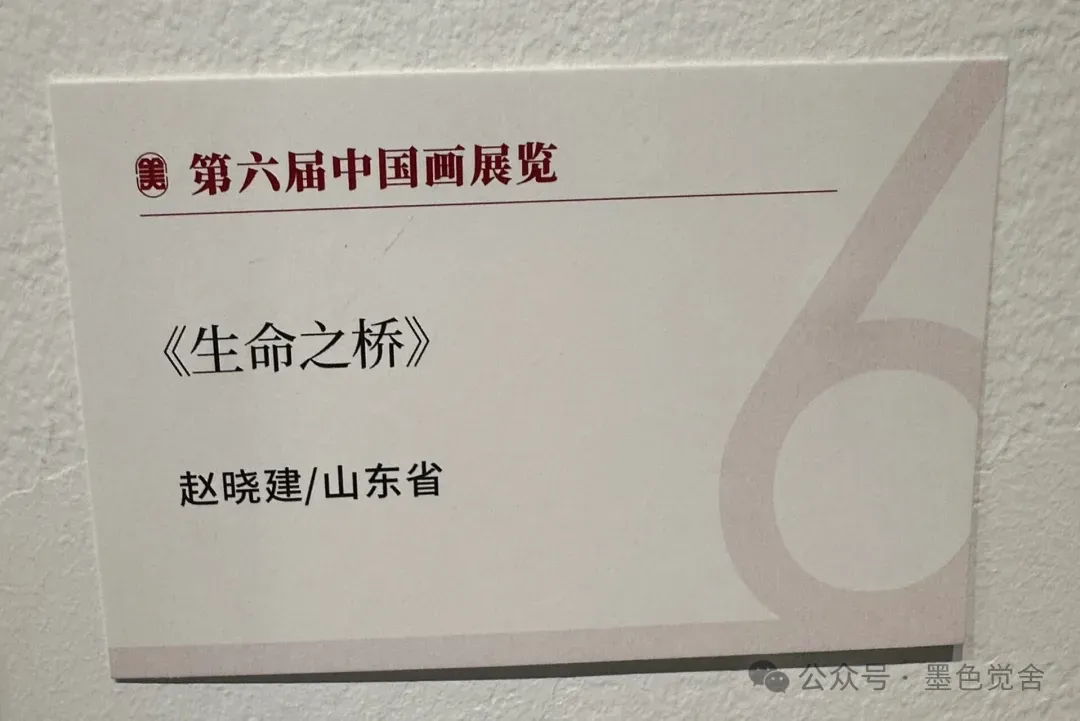 美 第六届中国画展览
《生命之桥》
赵晓建/山东省
6
公众号·墨色觉舍